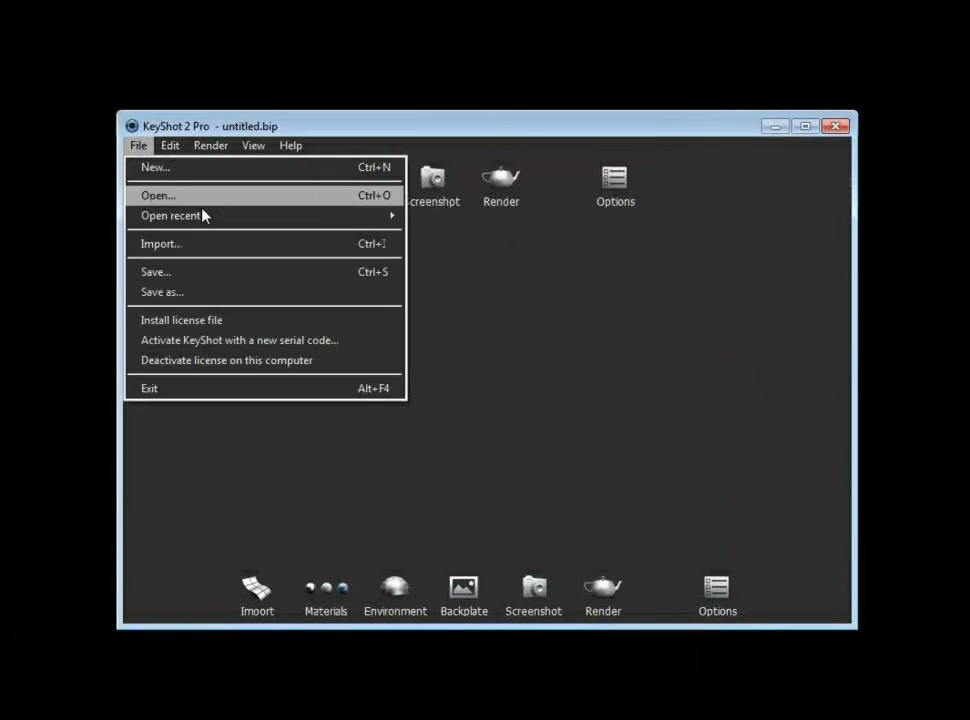 KeyShot 2 Pro - untitled.bip
File Edit Render View Help
New... Ctrl+N
Screenshot Render Options
Open... Ctrl+O
Open recent
Import... Ctrl+I
Save... Ctrl+S
Save as...
Install license file
Activate KeyShot with a new serial code...
Deactivate license on this computer
Exit Alt+F4
Import Materials Environment Backplate Screenshot Render Options